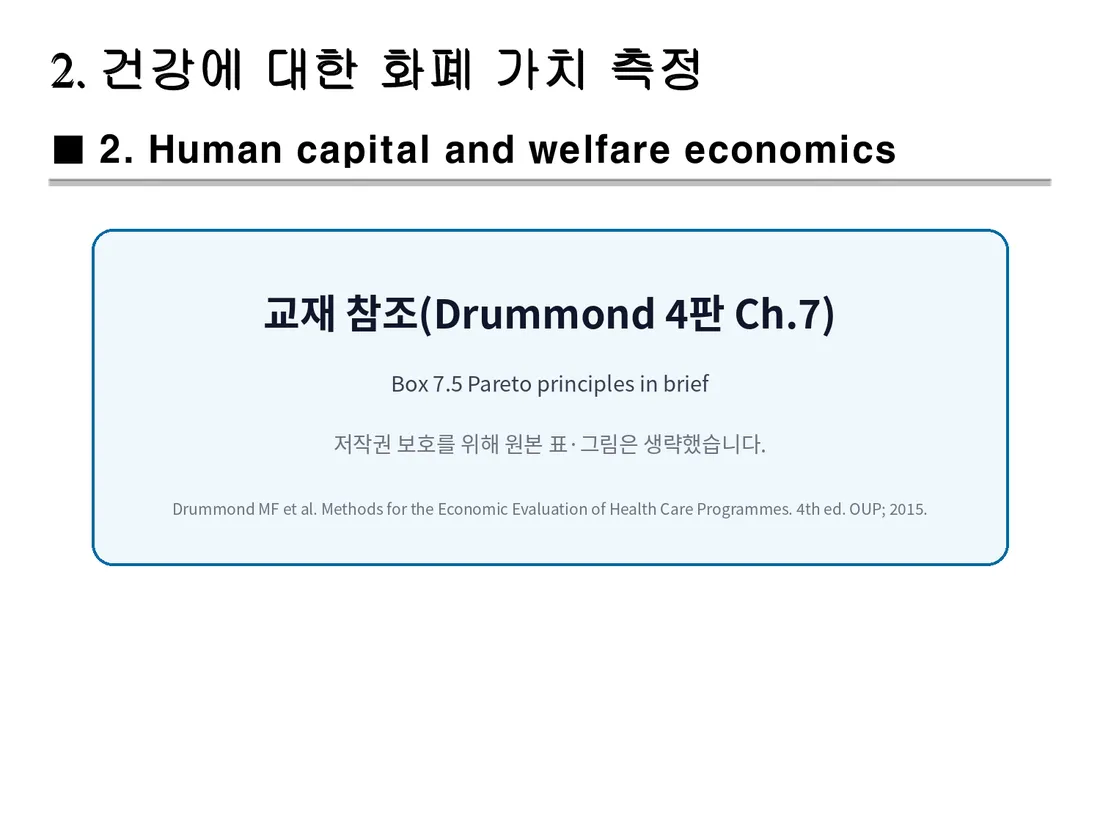 2. 건강에 대한 화폐 가치 측정
■ 2. Human capital and welfare economics
교재 참조(Drummond 4판 Ch.7)
Box 7.5 Pareto principles in brief
저작권 보호를 위해 원본 표·그림은 생략했습니다.
Drummond MF et al. Methods for the Economic Evaluation of Health Care Programmes. 4th ed. OUP; 2015.